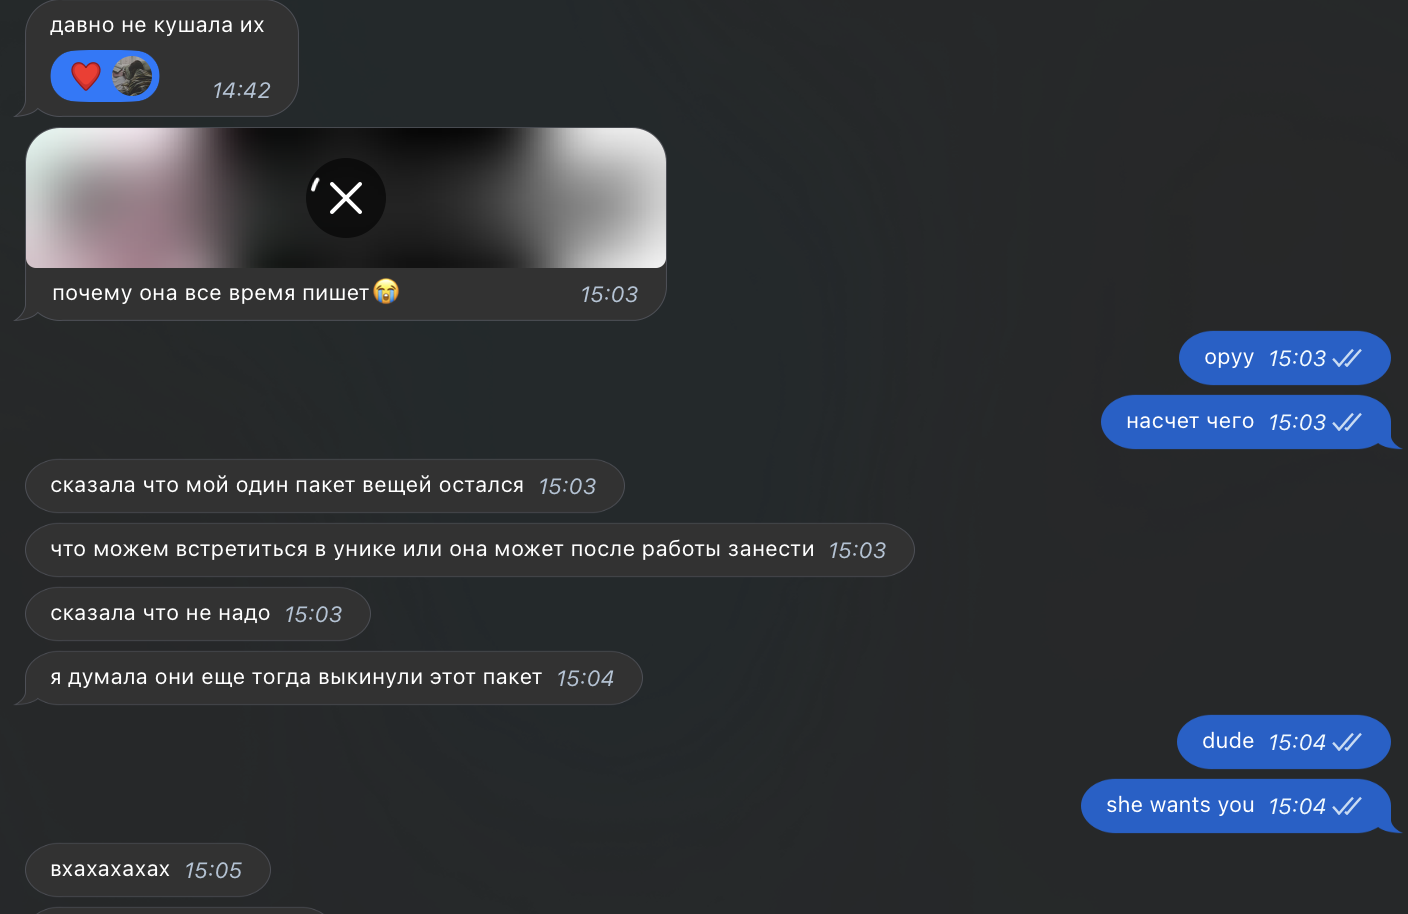 давно не кушала их
14:42
почему она все время пишет😭 15:03
оруу 15:03
насчет чего 15:03
сказала что мой один пакет вещей остался 15:03
что можем встретиться в унике или она может после работы занести 15:03
сказала что не надо 15:03
я думала они еще тогда выкинули этот пакет 15:04
dude 15:04
she wants you 15:04
вхахахахах 15:05